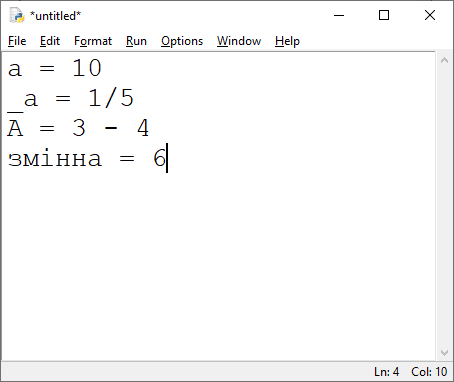 *untitled*
File Edit Format Run Options Window Help
a = 10
_a = 1/5
A = 3 - 4
змінна = 6
Ln: 4 Col: 10